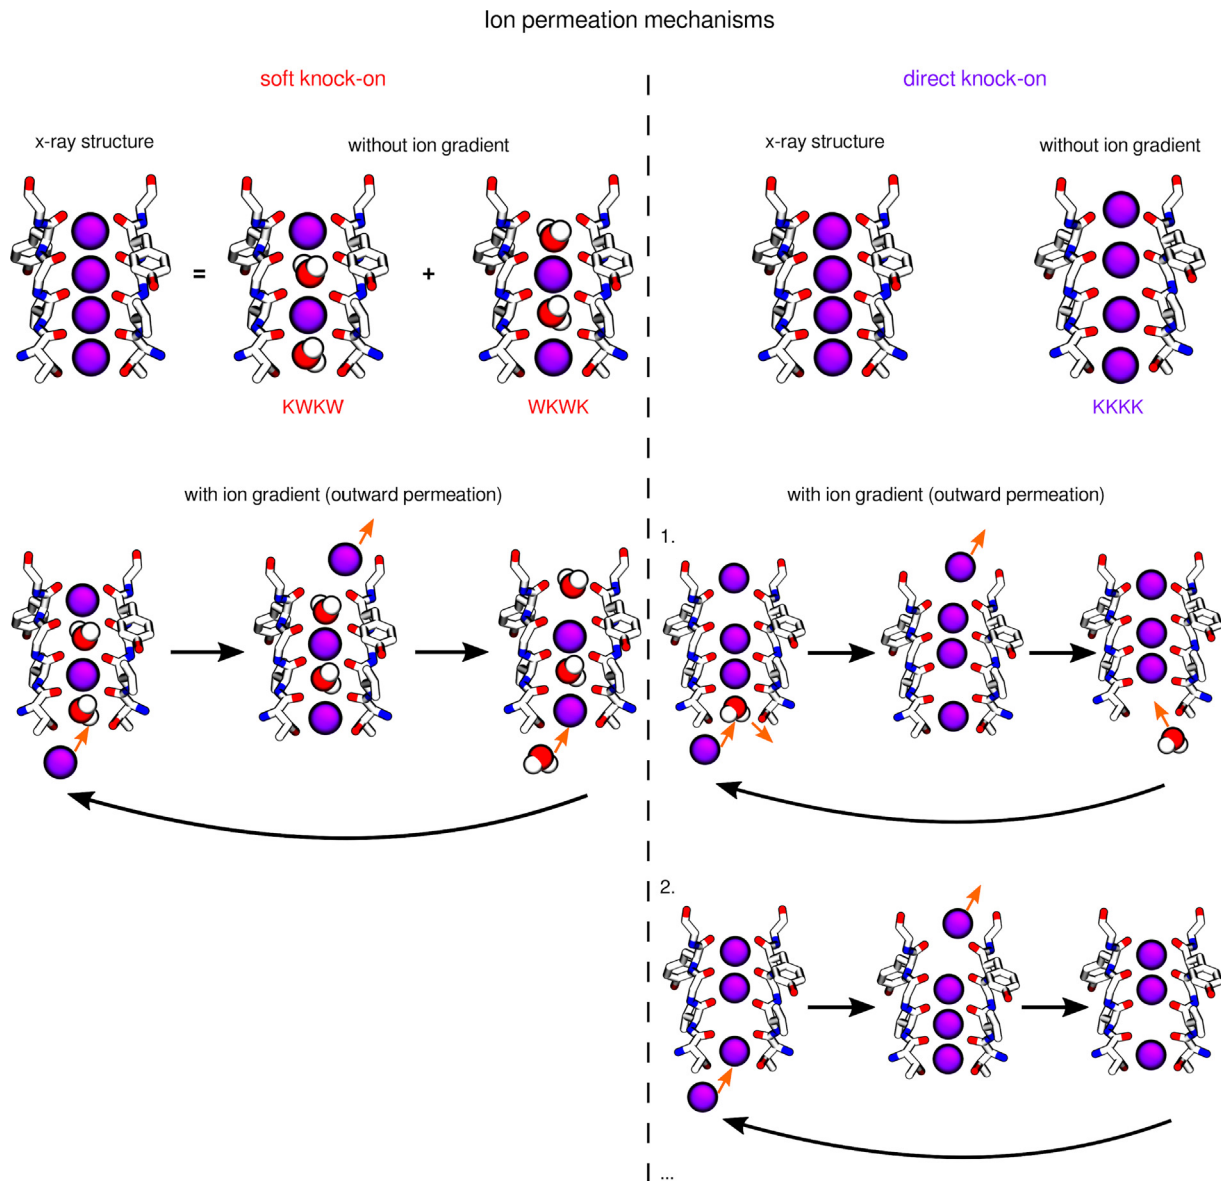 Ion permeation mechanisms
soft knock-on
direct knock-on
x-ray structure
without ion gradient
x-ray structure
without ion gradient
=
+
KWKW
WKWK
KKKK
with ion gradient (outward permeation)
with ion gradient (outward permeation)
1.
2.
...